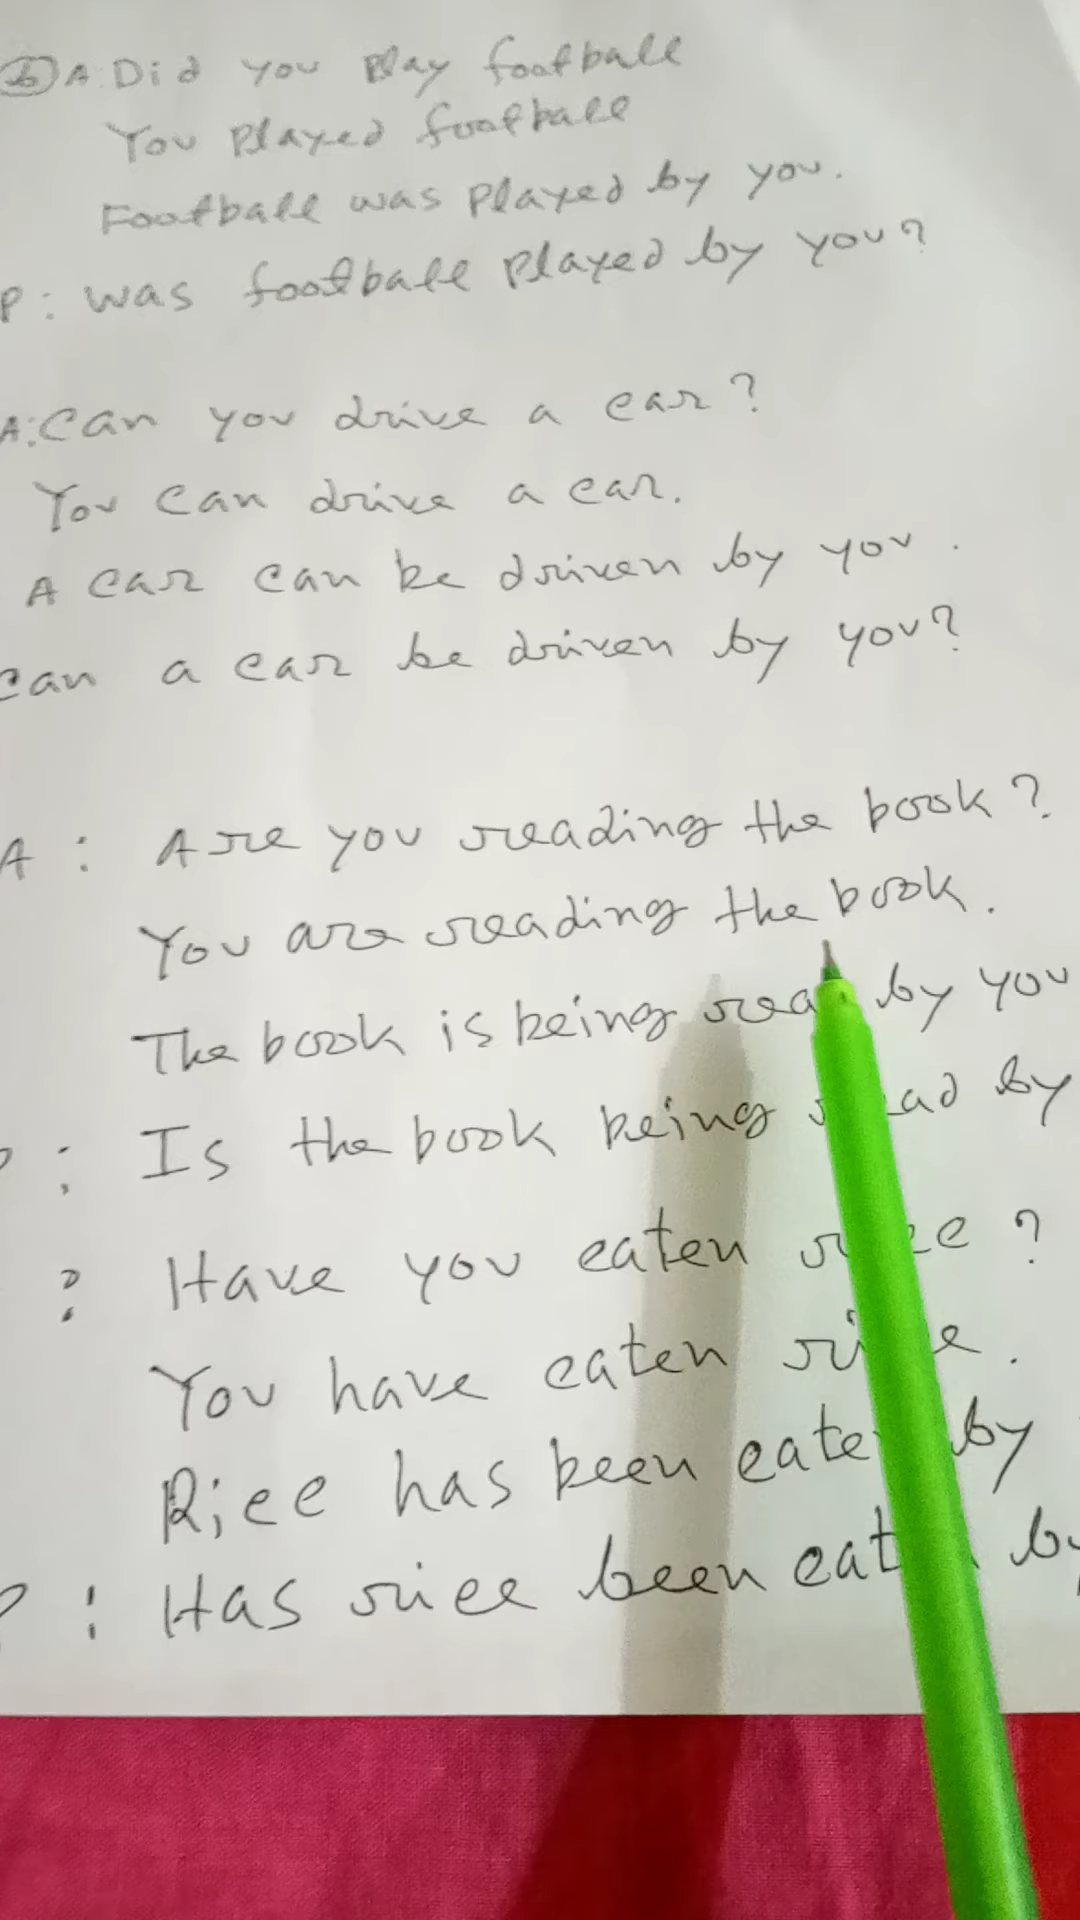 (b) A: Did you play football
You played football
Football was played by you.
P: was football played by you?
A: Can you drive a car?
You can drive a car.
A car can be driven by you.
Can a car be driven by you?
A: Are you reading the book?
You are reading the book.
The book is being by you
: Is the book being by
: Have you eaten ?
You have eaten .
Rice has been by
: Has rice been